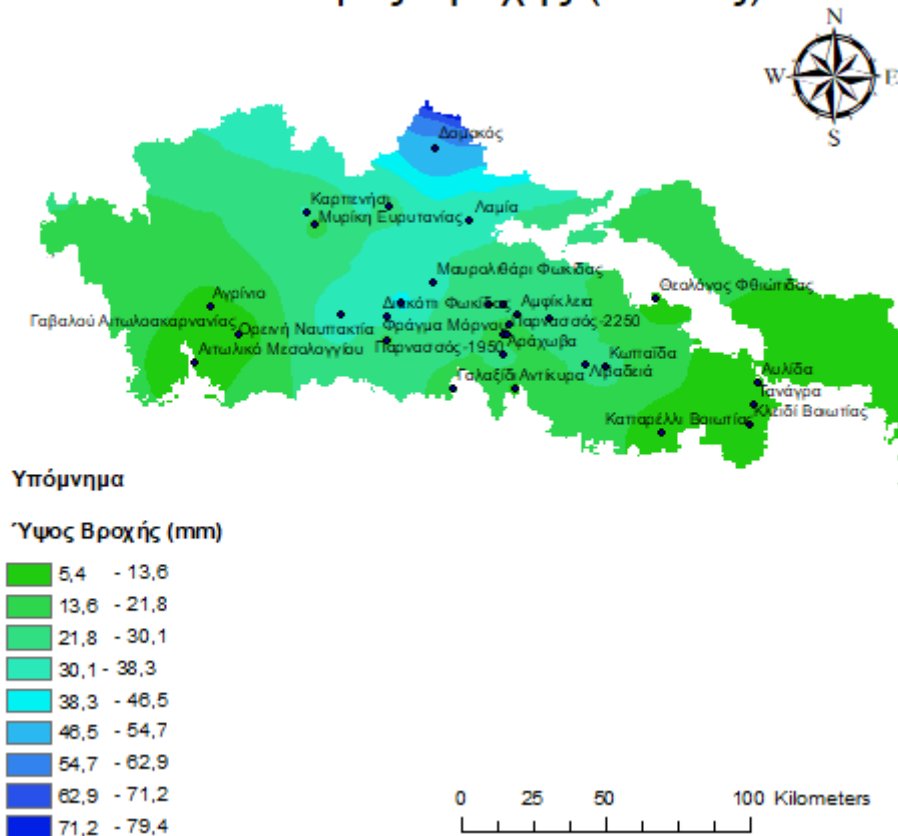 N
W E
S
Δομοκός
Καρπενήσι
Μυρίκη Ευρυτανίας
Λαμία
Μαυρολιθάρι Φωκίδας
Θεολόγος Φθιώτιδας
Αγρίνιο
Φωκίδας
Αμφίκλεια
Γαβαλού Αιτωλοακαρνανίας
Ορεινή Ναυπακτία
Φράγμα Μόρνου
Παρνασσός-2250
Αιτωλικό Μεσολογγίου
Παρνασσός-1950
Αράχωβα
Κωπαΐδα
Γαλαξίδι
Αντίκυρα
Λιβαδειά
Αυλίδα
Τανάγρα
Καπαρέλλι Βοιωτίας
Κλειδί Βοιωτίας
Υπόμνημα
Ύψος Βροχής (mm)
5,4 - 13,6
13,6 - 21,8
21,8 - 30,1
30,1 - 38,3
38,3 - 46,5
46,5 - 54,7
54,7 - 62,9
62,9 - 71,2
71,2 - 79,4
0 25 50 100 Kilometers